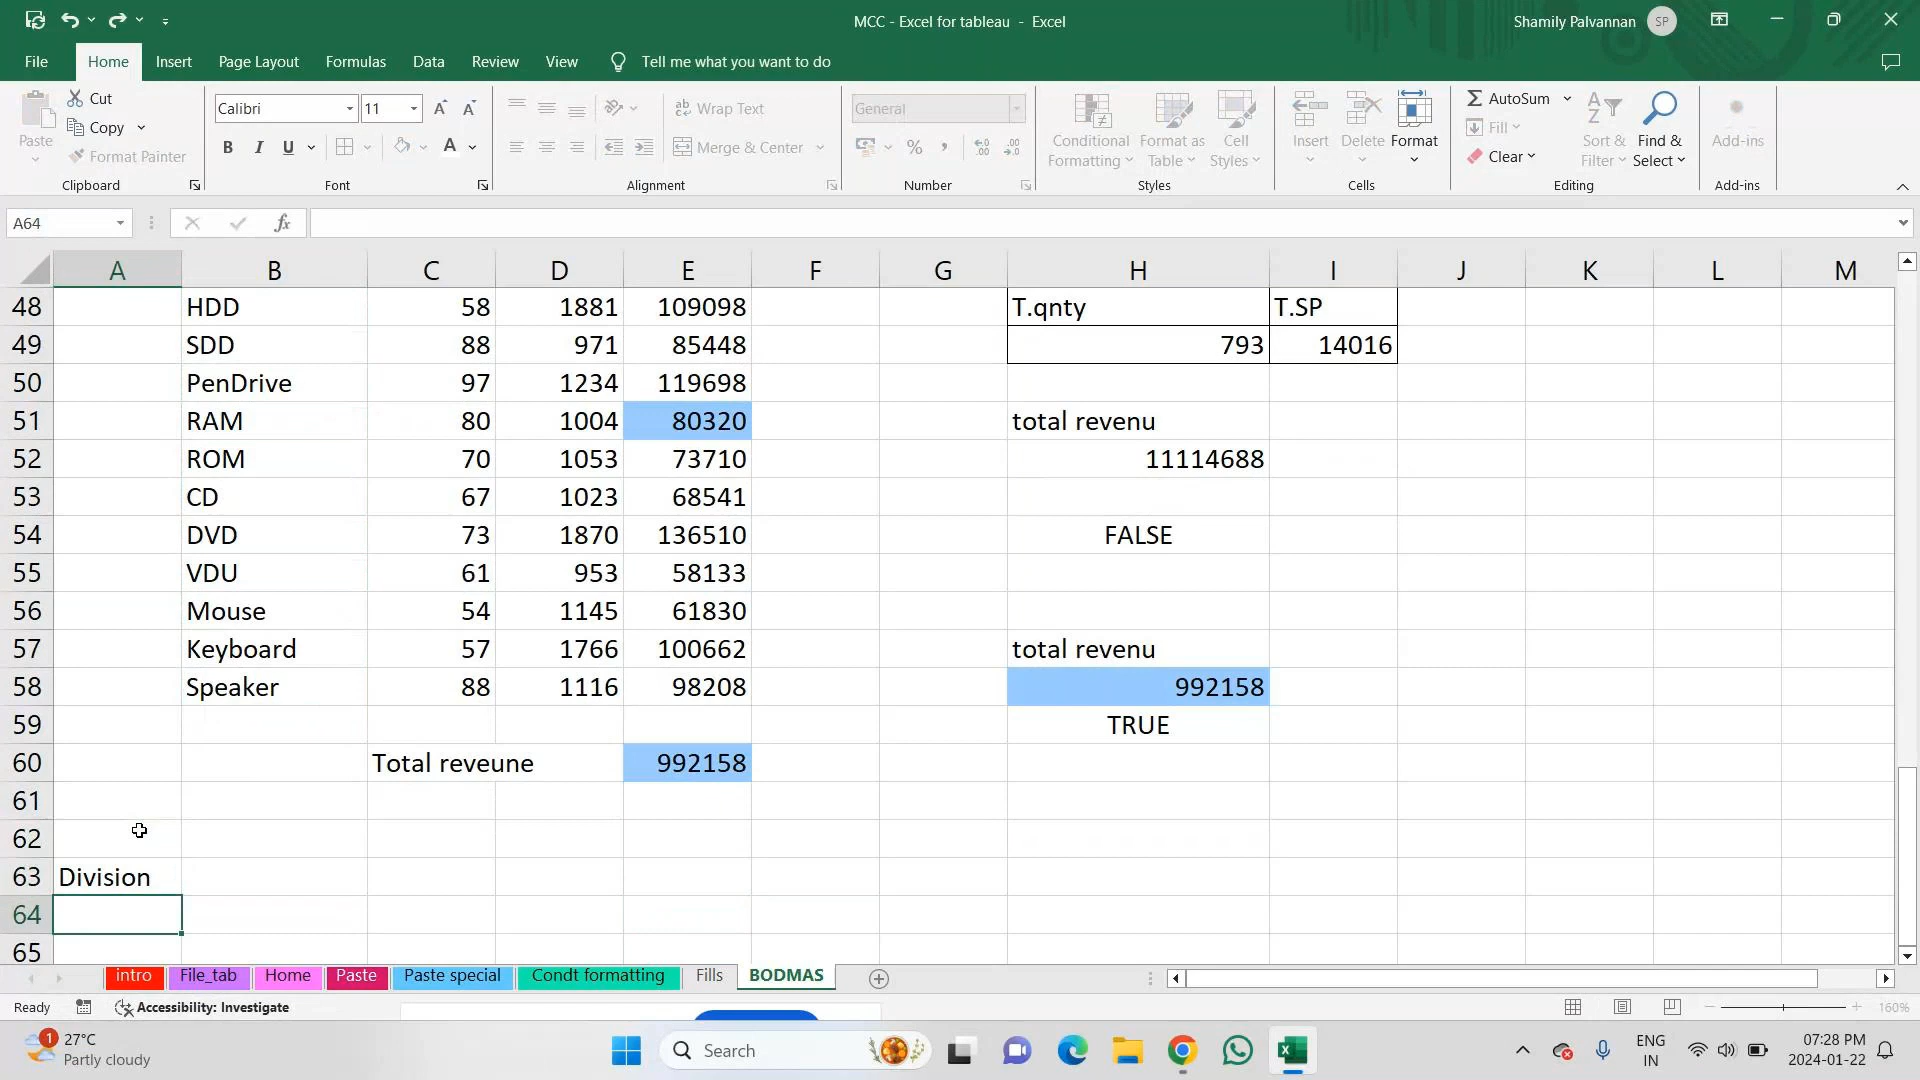 MCC - Excel for tableau - Excel
Shamily Palvannan SP
File Home Insert Page Layout Formulas Data Review View Tell me what you want to do
Paste
Cut
Copy
Format Painter
Clipboard
Calibri 11
B I U
Font
Wrap Text
Merge & Center
Alignment
General
Number
Conditional Formatting
Format as Table
Cell Styles
Styles
Insert Delete Format
Cells
AutoSum
Fill
Clear
Sort & Filter
Find & Select
Editing
Add-ins
Add-ins
A64 fx
A B C D E F G H I J K L M
48 HDD 58 1881 109098 T.qnty T.SP
49 SDD 88 971 85448 793 14016
50 PenDrive 97 1234 119698
51 RAM 80 1004 80320 total revenu
52 ROM 70 1053 73710 11114688
53 CD 67 1023 68541
54 DVD 73 1870 136510 FALSE
55 VDU 61 953 58133
56 Mouse 54 1145 61830
57 Keyboard 57 1766 100662 total revenu
58 Speaker 88 1116 98208 992158
59 TRUE
60 Total reveune 992158
61
62
63 Division
64
65
intro File_tab Home Paste Paste special Condt formatting Fills BODMAS
Ready Accessibility: Investigate 160%
1 27°C
Partly cloudy
Search
ENG
IN
07:28 PM
2024-01-22